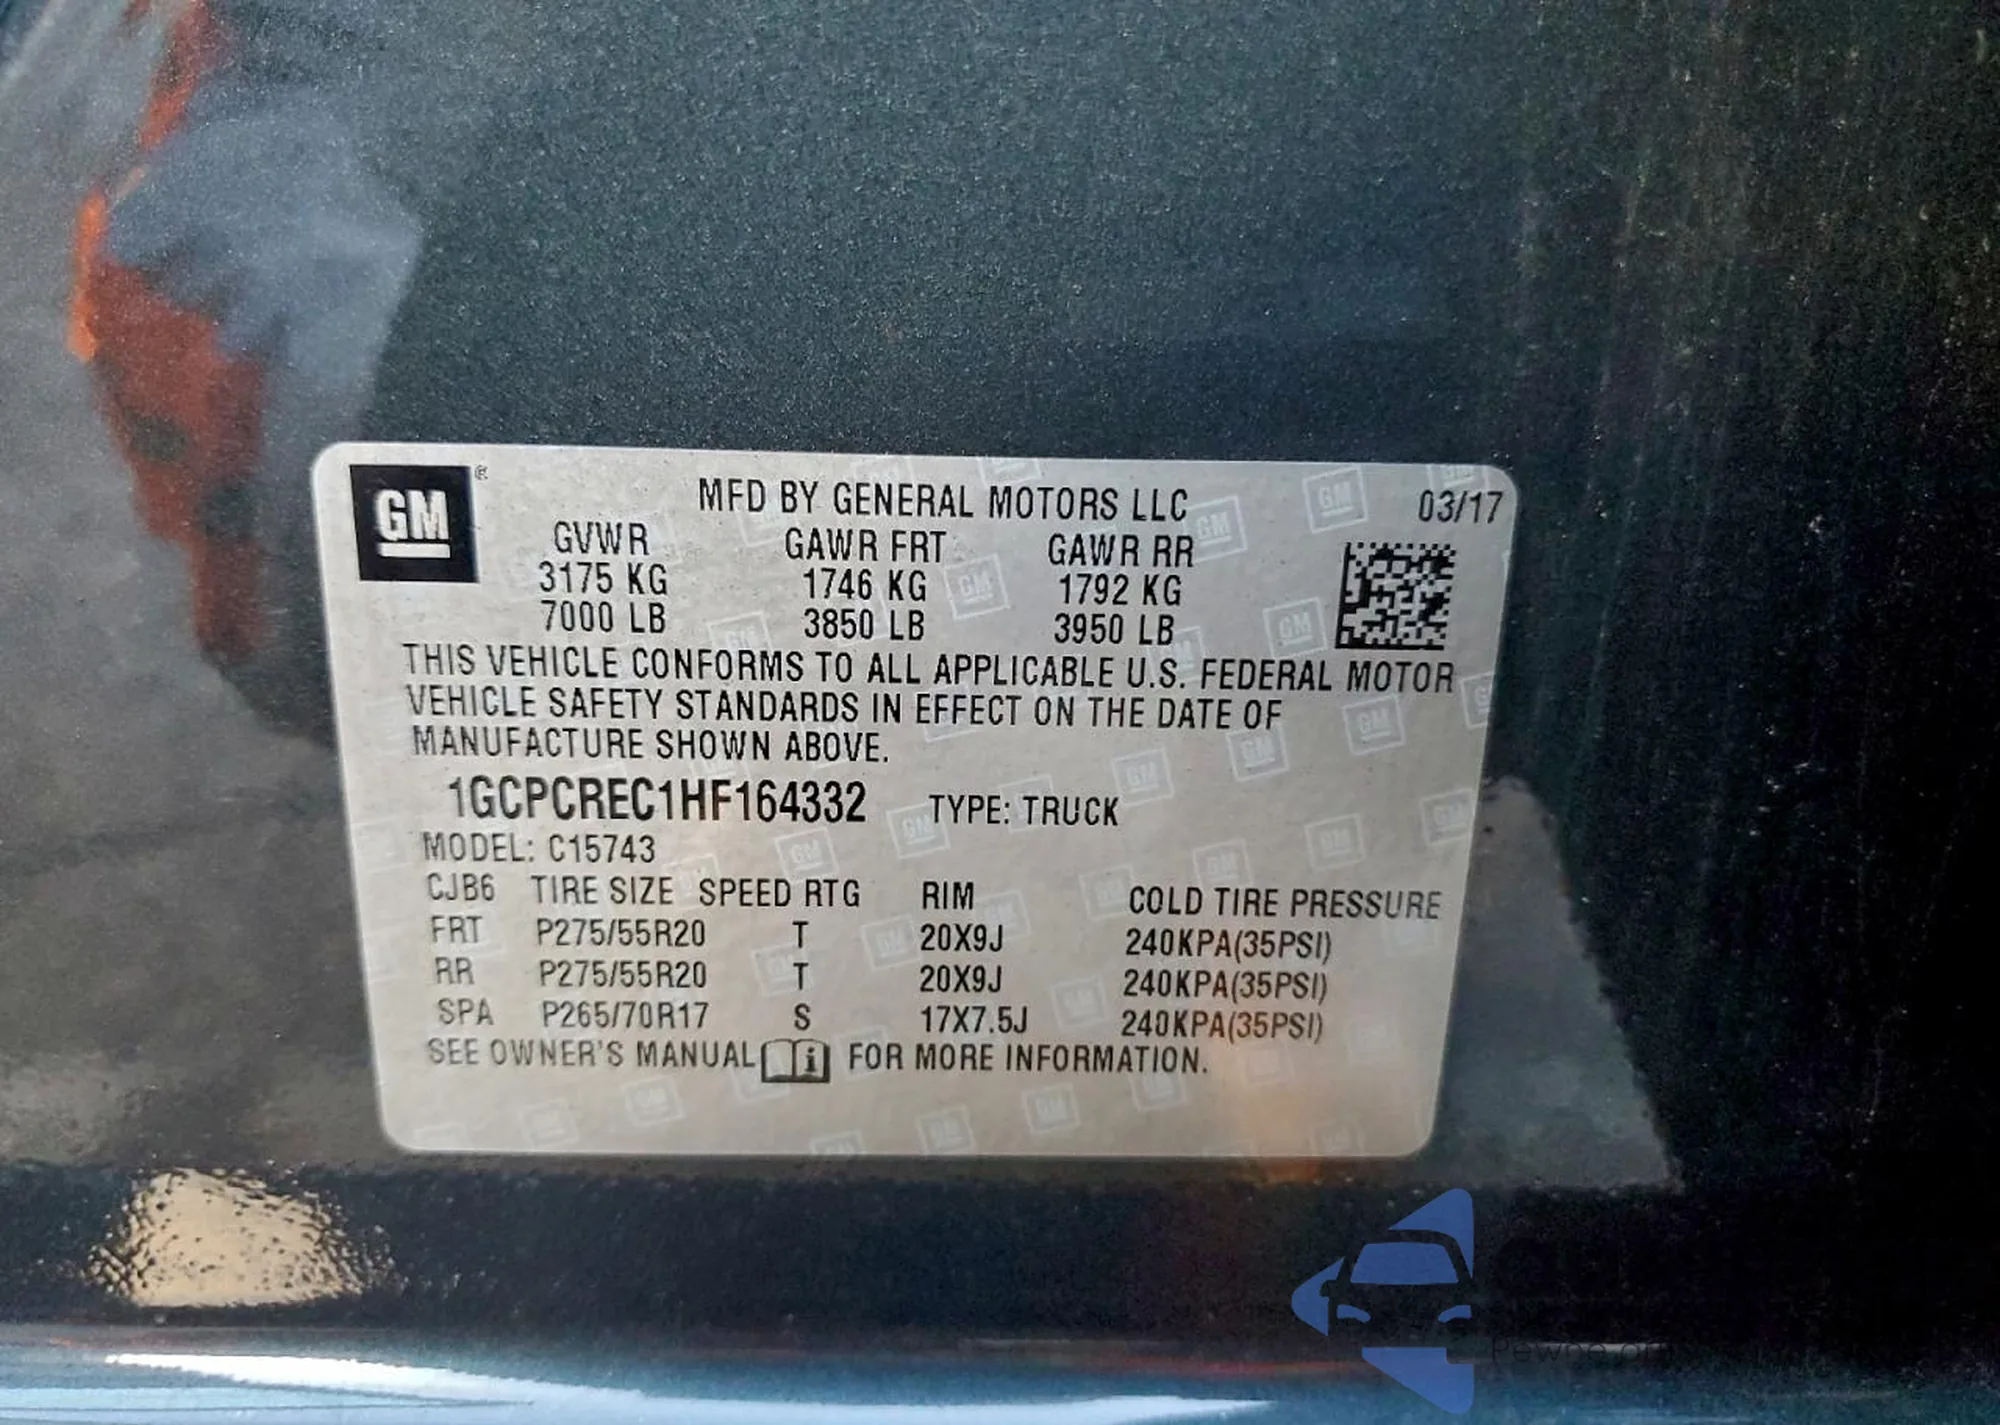 GM
MFD BY GENERAL MOTORS LLC 03/17
GVWR GAWR FRT GAWR RR
3175 KG 1746 KG 1792 KG
7000 LB 3850 LB 3950 LB
THIS VEHICLE CONFORMS TO ALL APPLICABLE U.S. FEDERAL MOTOR
VEHICLE SAFETY STANDARDS IN EFFECT ON THE DATE OF
MANUFACTURE SHOWN ABOVE.
1GCPCREC1HF164332 TYPE: TRUCK
MODEL: C15743
CJB6 TIRE SIZE SPEED RTG RIM COLD TIRE PRESSURE
FRT P275/55R20 T 20X9J 240KPA(35PSI)
RR P275/55R20 T 20X9J 240KPA(35PSI)
SPA P265/70R17 S 17X7.5J 240KPA(35PSI)
SEE OWNER'S MANUAL i FOR MORE INFORMATION.
Pewne